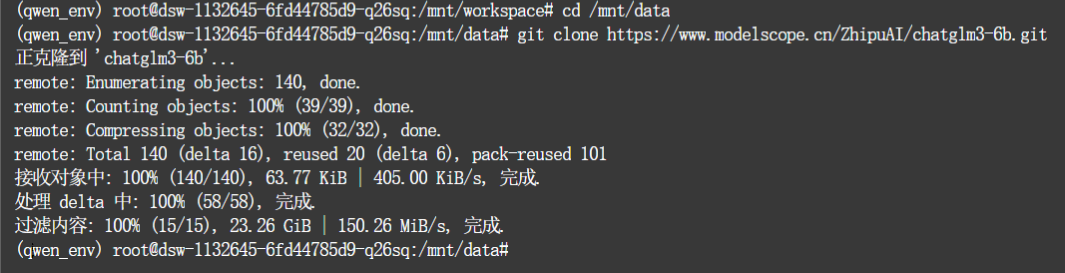 (qwen_env) root@dsw-1132645-6fd44785d9-q26sq:/mnt/workspace# cd /mnt/data
(qwen_env) root@dsw-1132645-6fd44785d9-q26sq:/mnt/data# git clone https://www.modelscope.cn/ZhipuAI/chatglm3-6b.git
正克隆到 'chatglm3-6b'...
remote: Enumerating objects: 140, done.
remote: Counting objects: 100% (39/39), done.
remote: Compressing objects: 100% (32/32), done.
remote: Total 140 (delta 16), reused 20 (delta 6), pack-reused 101
接收对象中: 100% (140/140), 63.77 KiB | 405.00 KiB/s, 完成.
处理 delta 中: 100% (58/58), 完成.
过滤内容: 100% (15/15), 23.26 GiB | 150.26 MiB/s, 完成.
(qwen_env) root@dsw-1132645-6fd44785d9-q26sq:/mnt/data#